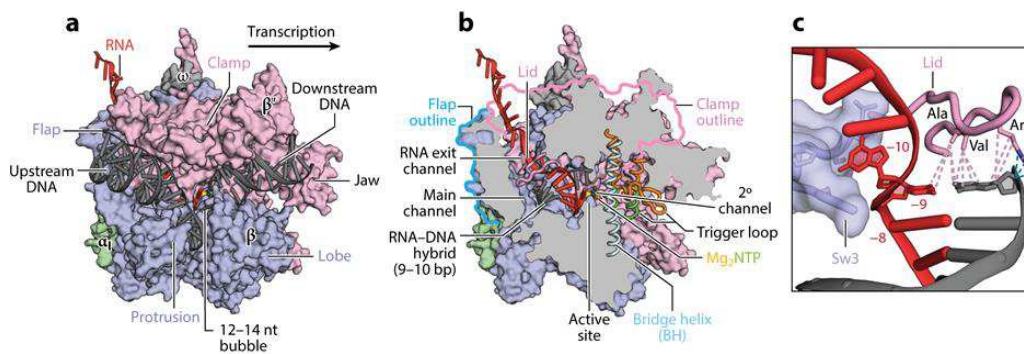 a
Transcription
RNA
ω
Clamp
β'
Downstream
DNA
Flap
Upstream
DNA
Jaw
αI
β
Lobe
Protrusion
12–14 nt
bubble
b
Lid
Flap
outline
Clamp
outline
RNA exit
channel
Main
channel
2º
channel
RNA–DNA
hybrid
(9–10 bp)
Trigger loop
Mg₂NTP
Active
site
Bridge helix
(BH)
c
Lid
Ala
Val
–10
–9
–8
Sw3